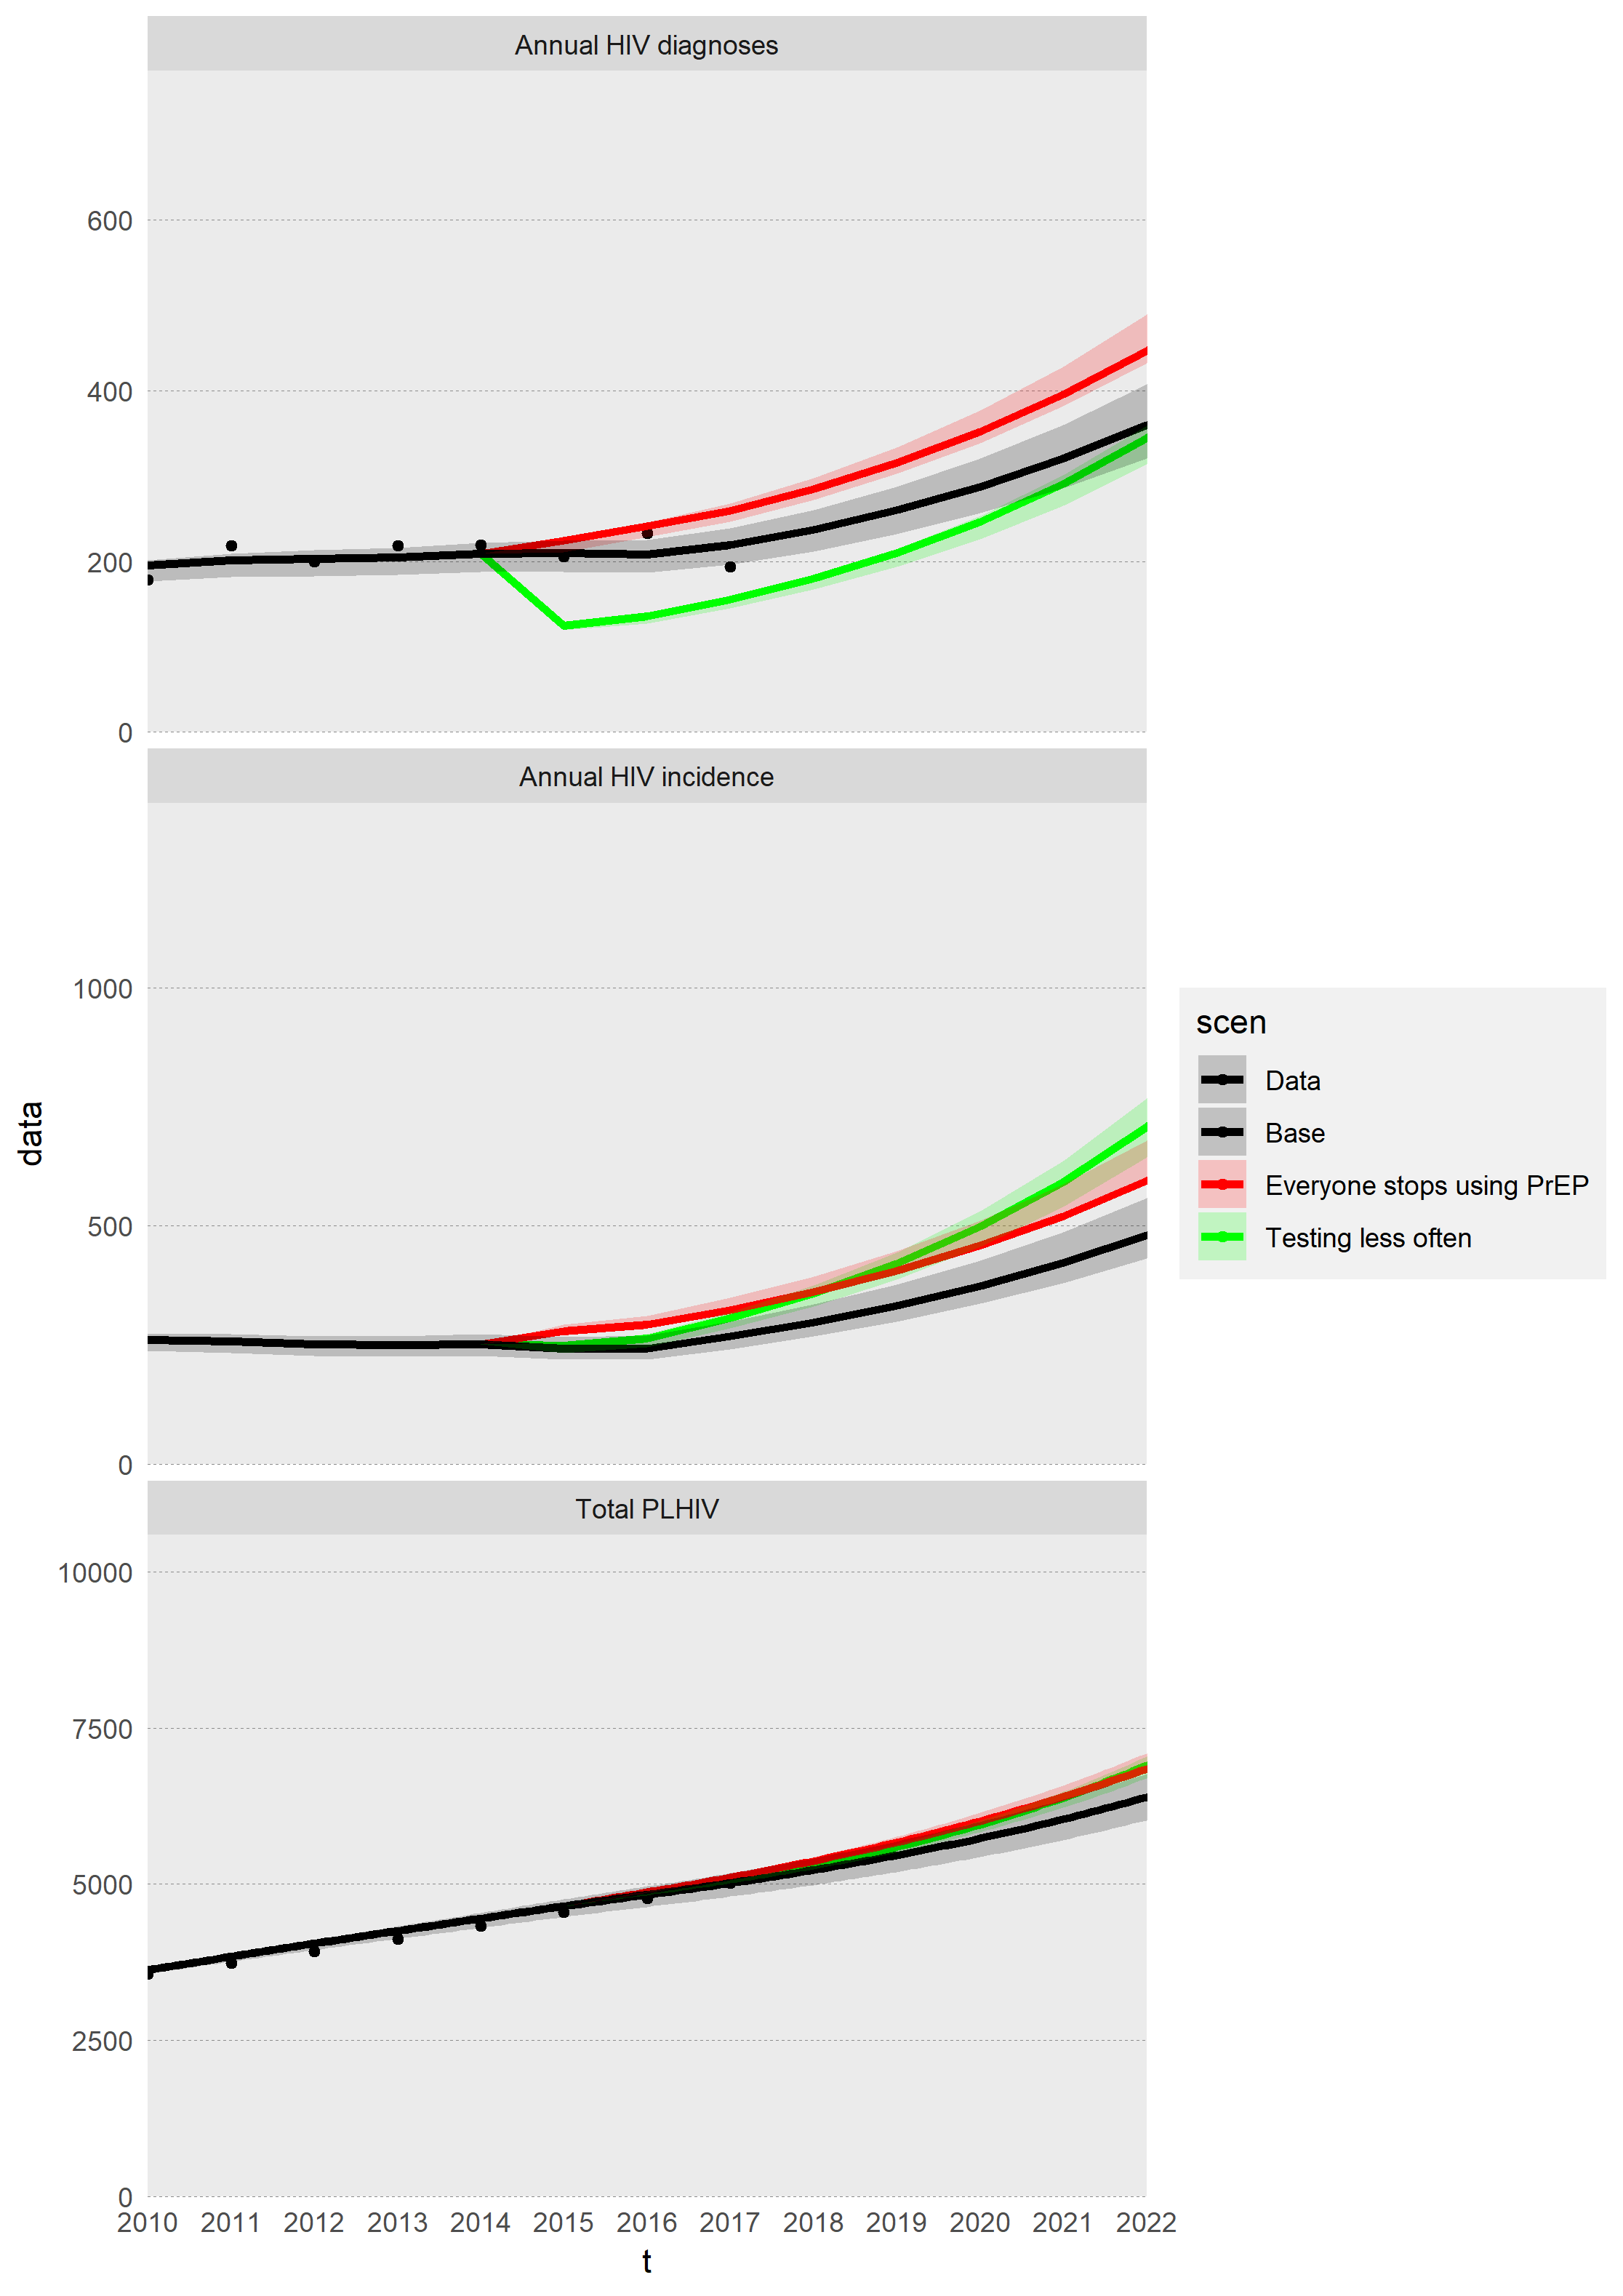 Annual HIV diagnoses
600
400
200
0
Annual HIV incidence
1000
500
0
data
scen
Data
Base
Everyone stops using PrEP
Testing less often
Total PLHIV
10000
7500
5000
2500
0
2010 2011 2012 2013 2014 2015 2016 2017 2018 2019 2020 2021 2022
t